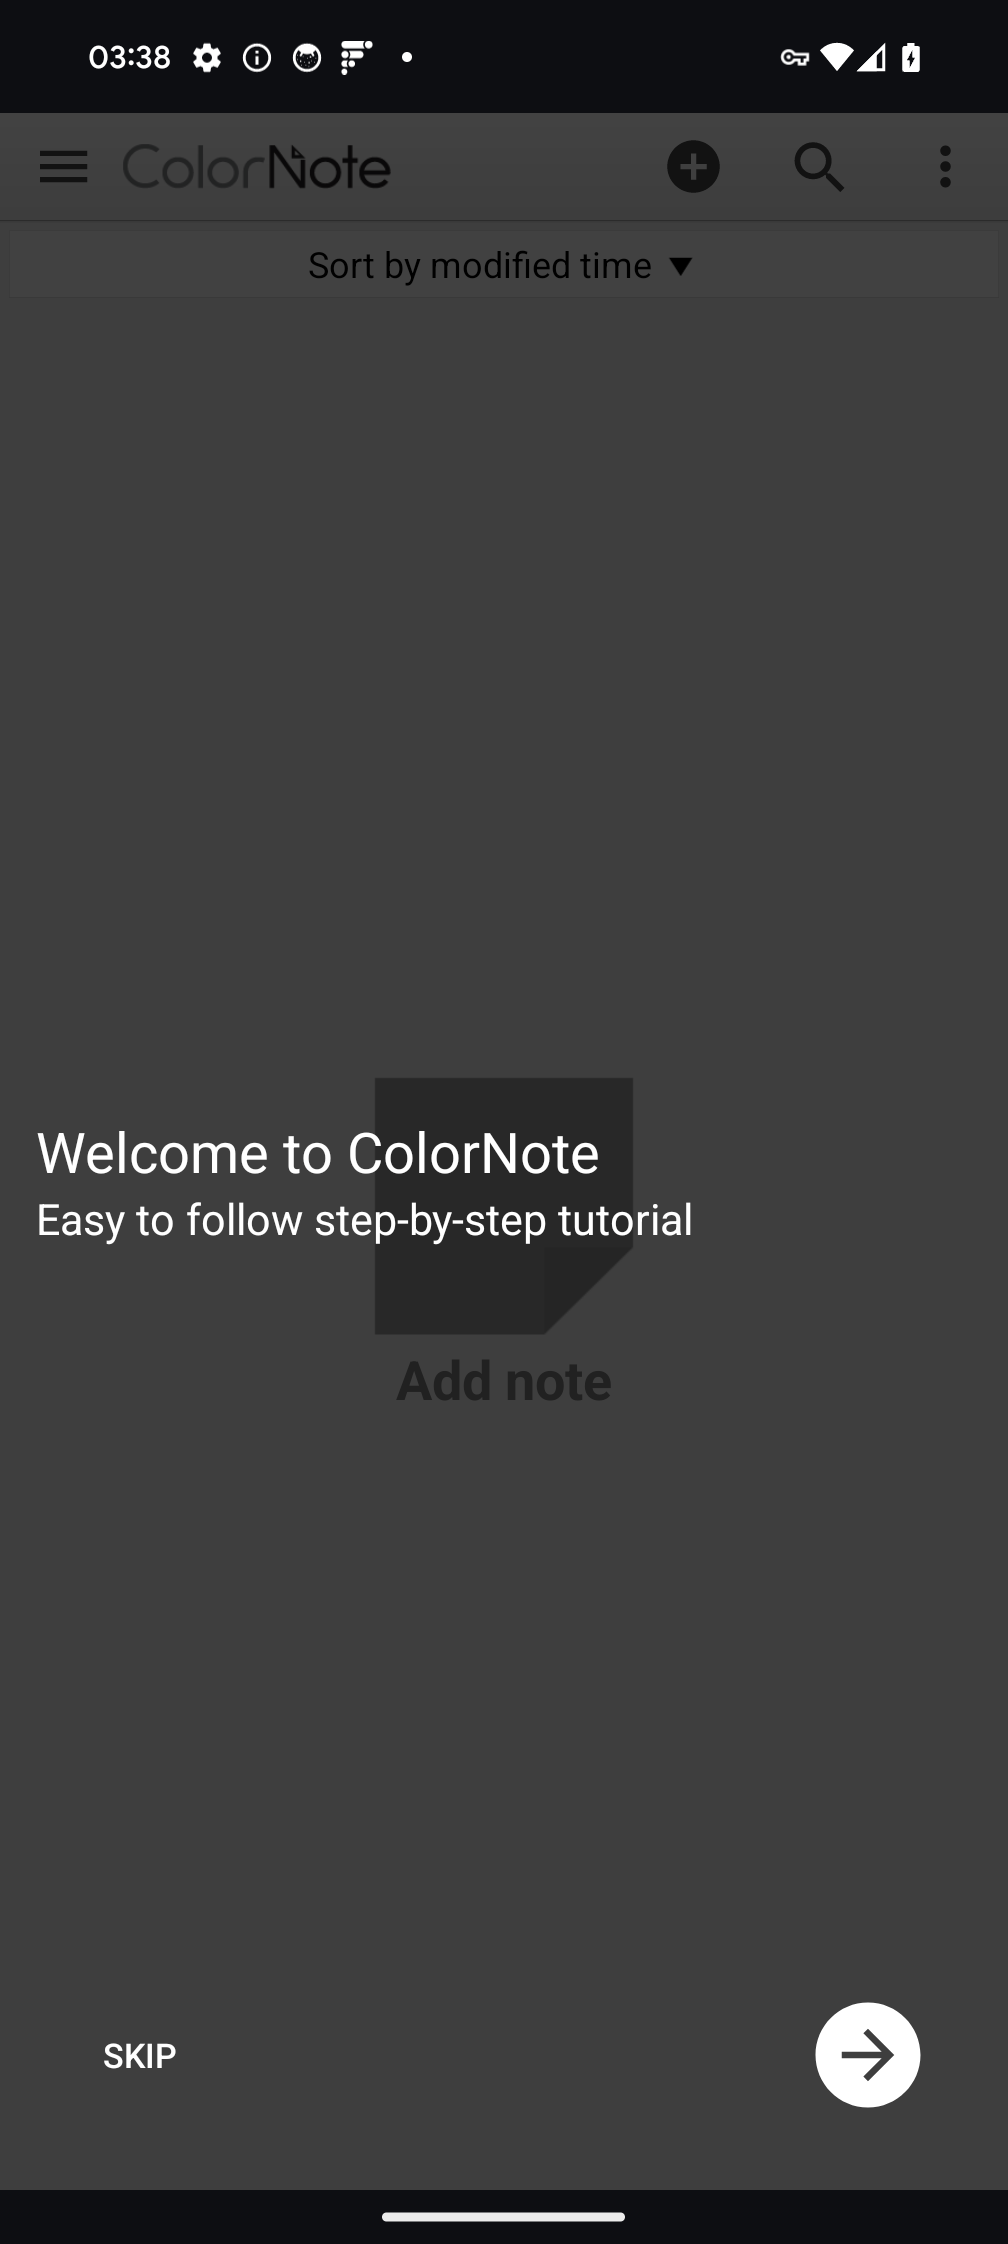 03:38
ColorNote
Sort by modified time
Welcome to ColorNote
Easy to follow step-by-step tutorial
Add note
SKIP